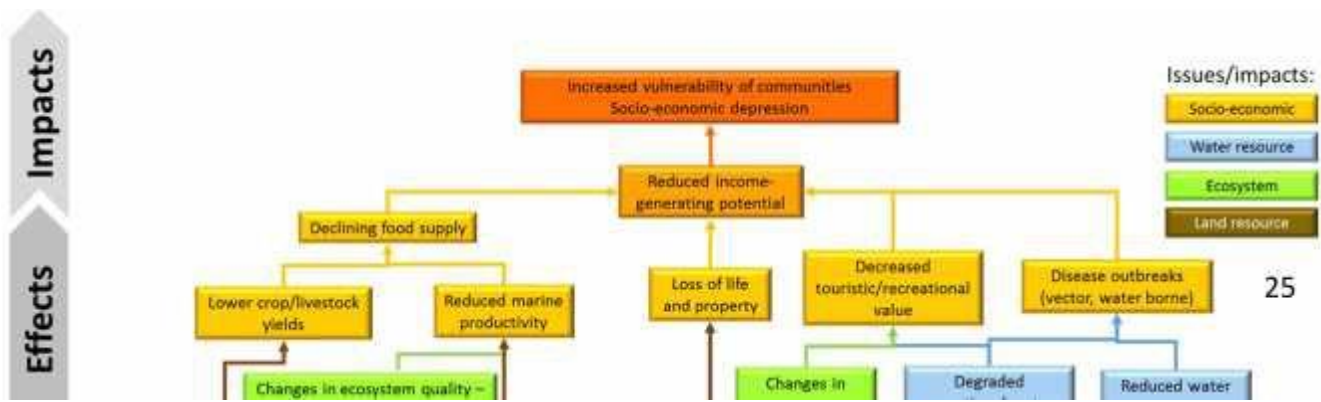 Impacts
Effects
Increased vulnerability of communities
Socio-economic depression
Issues/impacts:
Socio-economic
Water resource
Ecosystem
Land resource
Reduced income-
generating potential
Declining food supply
Lower crop/livestock
yields
Reduced marine
productivity
Loss of life
and property
Decreased
touristic/recreational
value
Disease outbreaks
(vector, water borne)
25
Changes in ecosystem quality –
Changes in
Degraded
Reduced water